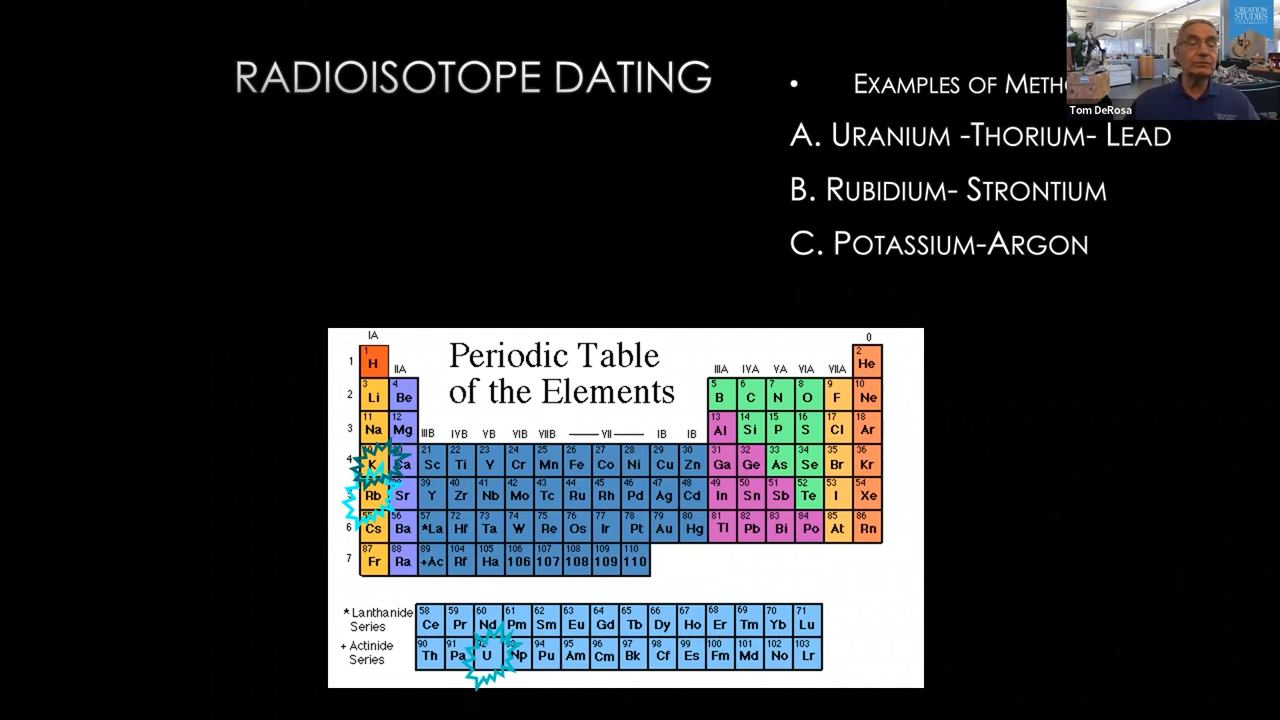 RADIOISOTOPE DATING
CREATION
STUDIES
Tom DeRosa
• EXAMPLES OF
A. URANIUM -THORIUM- LEAD
B. RUBIDIUM- STRONTIUM
C. POTASSIUM-ARGON
Periodic Table
of the Elements
IA 0
1 1 H 2 He
IIA IIIA IVA VA VIA VIIA
2 3 Li 4 Be 5 B 6 C 7 N 8 O 9 F 10 Ne
3 11 Na 12 Mg 13 Al 14 Si 15 P 16 S 17 Cl 18 Ar
IIIB IVB VB VIB VIIB VII IB IB
4 K 21 Sc 22 Ti 23 V 24 Cr 25 Mn 26 Fe 27 Co 28 Ni 29 Cu 30 Zn 31 Ga 32 Ge 33 As 34 Se 35 Br 36 Kr
Rb Sr 39 Y 40 Zr 41 Nb 42 Mo 43 Tc 44 Ru 45 Rh 46 Pd 47 Ag 48 Cd 49 In 50 Sn 51 Sb 52 Te 53 I 54 Xe
6 55 Cs 56 Ba 57 *La 72 Hf 73 Ta 74 W 75 Re 76 Os 77 Ir 78 Pt 79 Au 80 Hg 81 Tl 82 Pb 83 Bi 84 Po 85 At 86 Rn
7 87 Fr 88 Ra 89 +Ac 104 Rf 105 Ha 106 106 107 107 108 108 109 109 110 110
* Lanthanide Series 58 Ce 59 Pr 60 Nd 61 Pm 62 Sm 63 Eu 64 Gd 65 Tb 66 Dy 67 Ho 68 Er 69 Tm 70 Yb 71 Lu
+ Actinide Series 90 Th 91 Pa U Np 94 Pu 95 Am 96 Cm 97 Bk 98 Cf 99 Es 100 Fm 101 Md 102 No 103 Lr